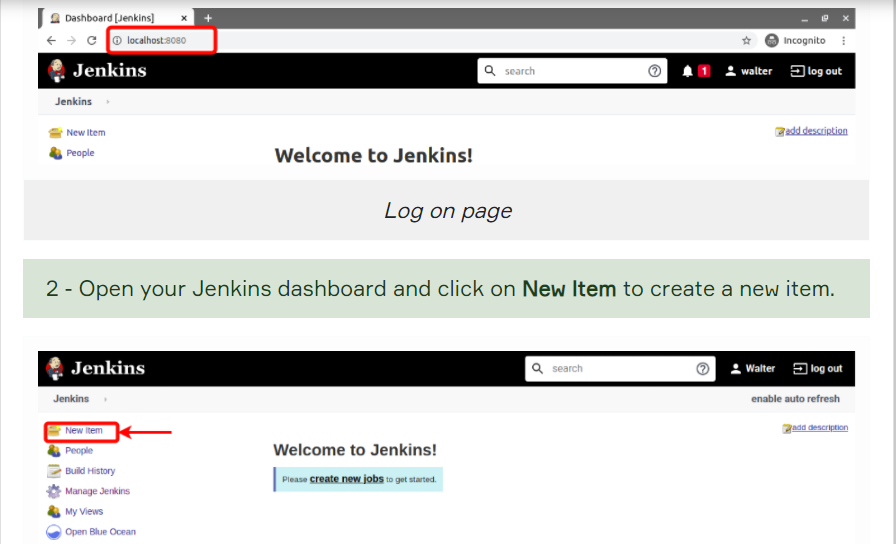 Dashboard [Jenkins] × +
localhost:8080 Incognito
Jenkins search 1 walter log out
Jenkins
New Item add description
People
Welcome to Jenkins!
Log on page
2 - Open your Jenkins dashboard and click on New Item to create a new item.
Jenkins search Walter log out
Jenkins enable auto refresh
New Item add description
People
Welcome to Jenkins!
Build History
Please create new jobs to get started.
Manage Jenkins
My Views
Open Blue Ocean